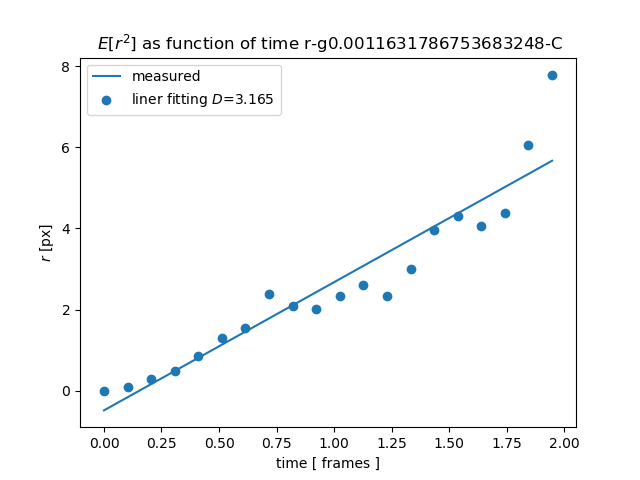 E[r²] as function of time r-g0.0011631786753683248-C
measured
liner fitting D=3.165
8
6
4
2
0
r [px]
0.00 0.25 0.50 0.75 1.00 1.25 1.50 1.75 2.00
time [ frames ]